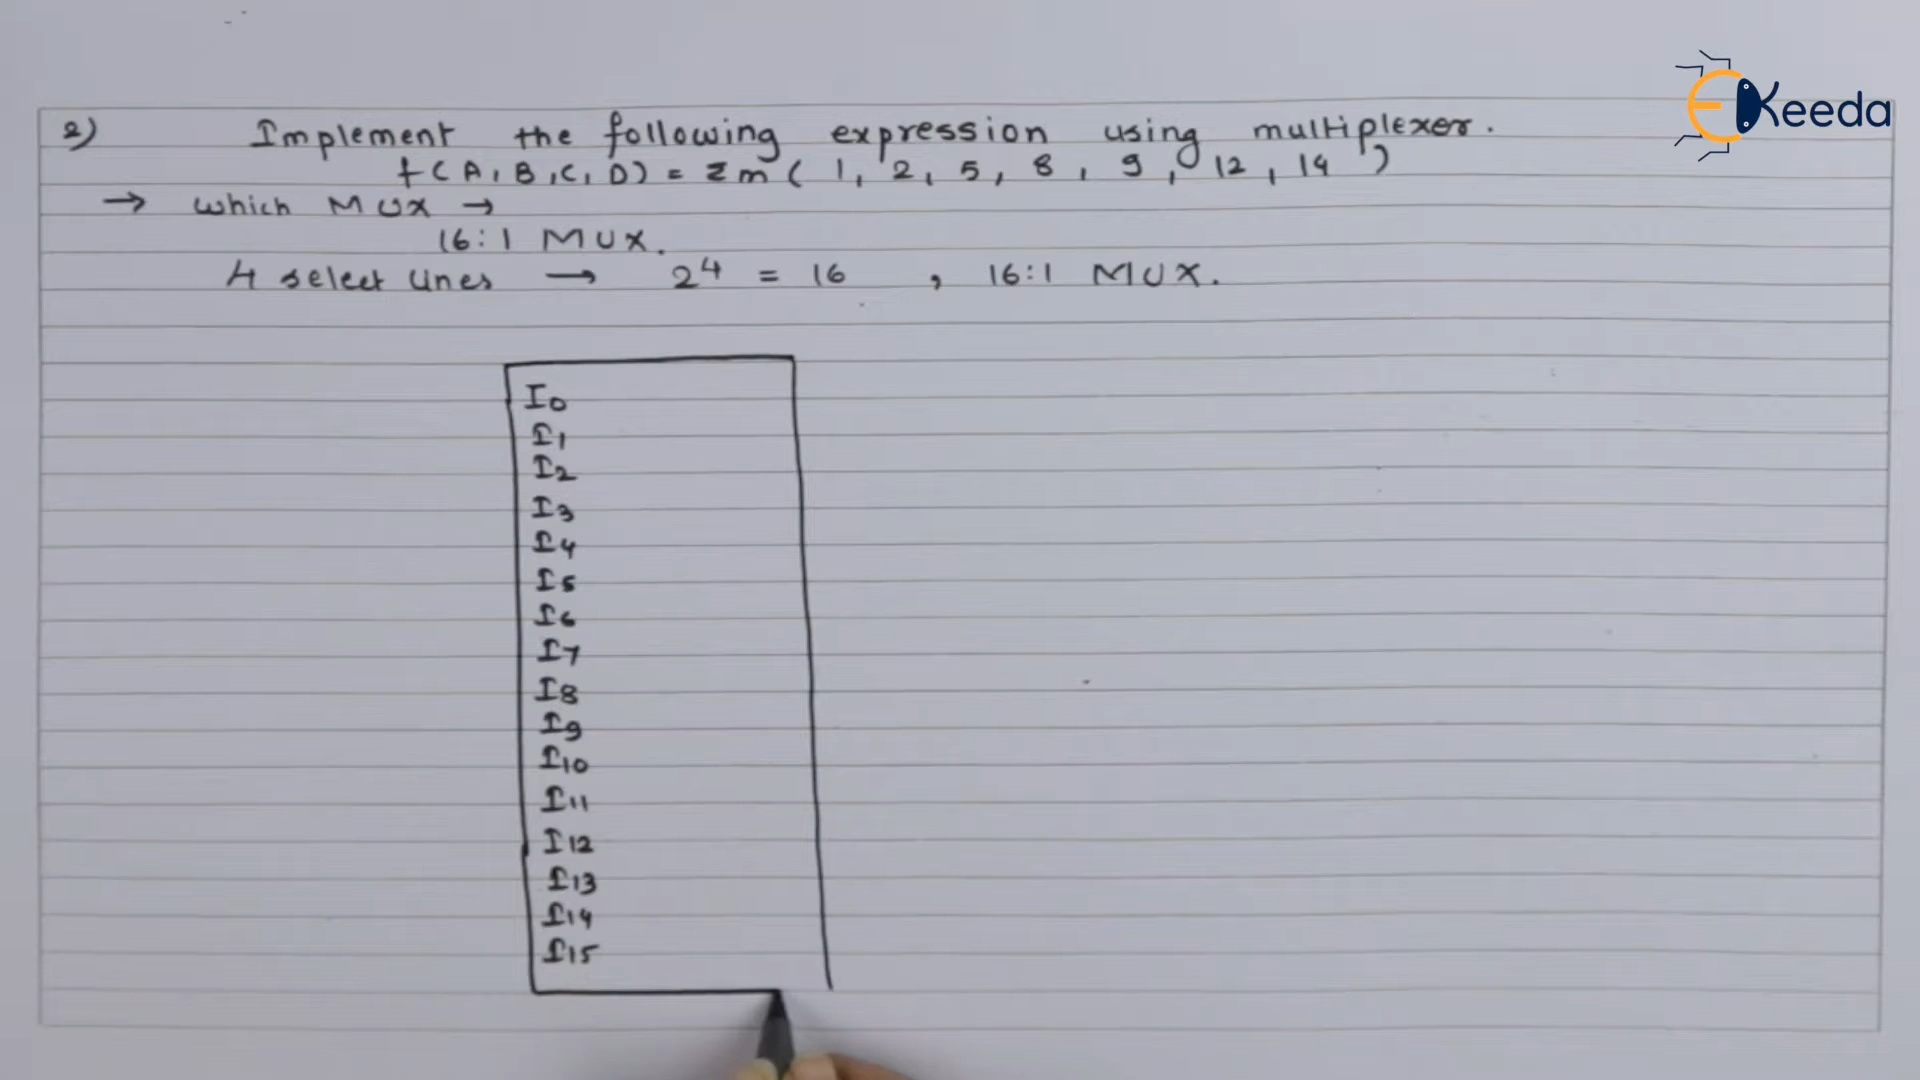 EKeeda
2) Implement the following expression using multiplexer.
f(A,B,C,D) = Σm( 1, 2, 5, 8, 9, 12, 14 )
→ which MUX →
16:1 MUX.
4 select lines → 2⁴ = 16 , 16:1 MUX.
I0
I1
I2
I3
I4
I5
I6
I7
I8
I9
I10
I11
I12
I13
I14
I15